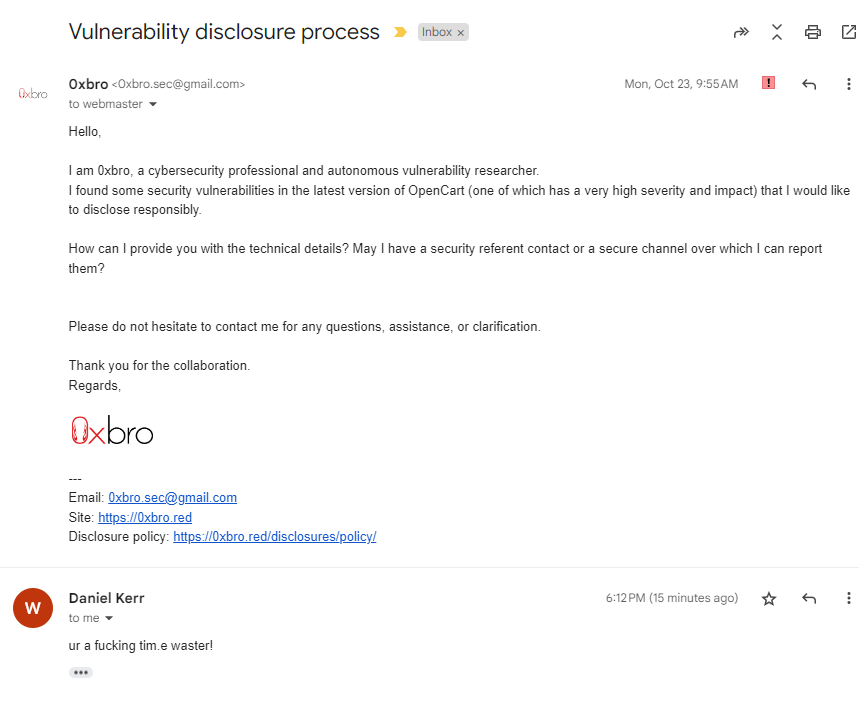 Vulnerability disclosure process Inbox ×
0xbro
0xbro <0xbro.sec@gmail.com> Mon, Oct 23, 9:55 AM !
to webmaster
Hello,
I am 0xbro, a cybersecurity professional and autonomous vulnerability researcher.
I found some security vulnerabilities in the latest version of OpenCart (one of which has a very high severity and impact) that I would like
to disclose responsibly.
How can I provide you with the technical details? May I have a security referent contact or a secure channel over which I can report
them?
Please do not hesitate to contact me for any questions, assistance, or clarification.
Thank you for the collaboration.
Regards,
0xbro
---
Email: 0xbro.sec@gmail.com
Site: https://0xbro.red
Disclosure policy: https://0xbro.red/disclosures/policy/
W
Daniel Kerr 6:12 PM (15 minutes ago)
to me
ur a fucking tim.e waster!